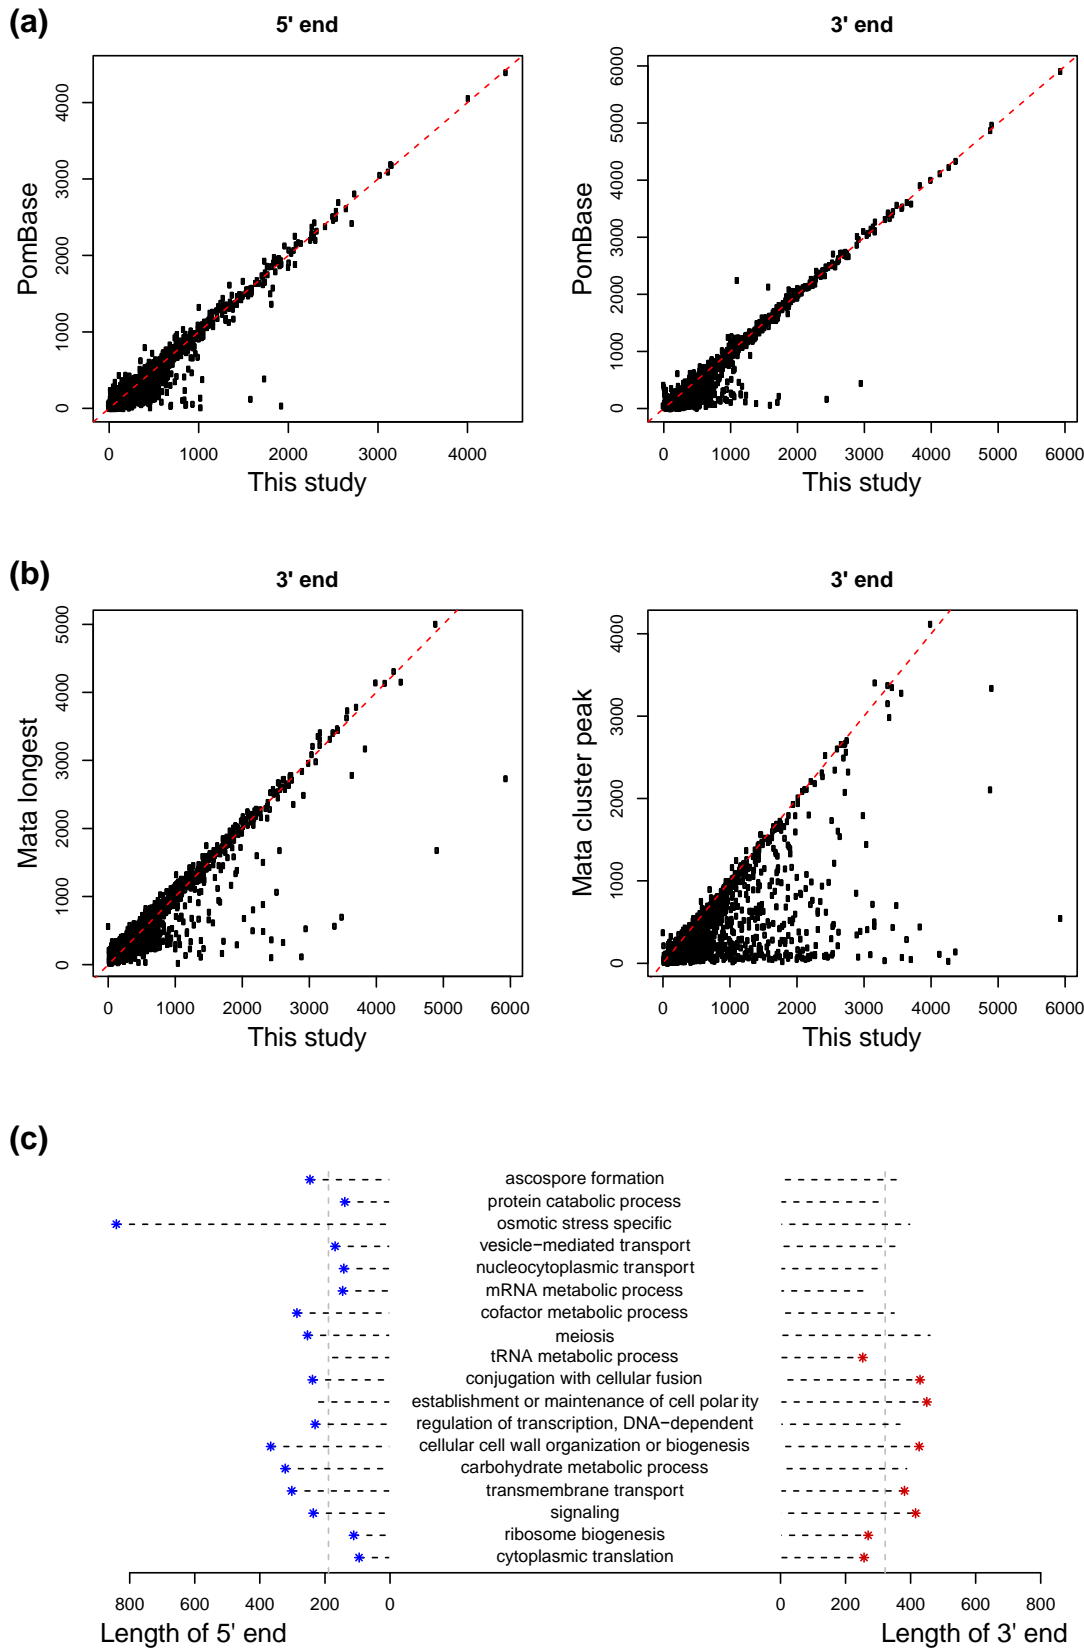 (a)
5' end
3' end
PomBase
0 1000 2000 3000 4000
0 1000 2000 3000 4000
This study
PomBase
0 1000 2000 3000 4000 5000 6000
0 1000 2000 3000 4000 5000 6000
This study
(b)
3' end
3' end
Mata longest
0 1000 2000 3000 4000 5000
0 1000 2000 3000 4000 5000 6000
This study
Mata cluster peak
0 1000 2000 3000 4000
0 1000 2000 3000 4000 5000 6000
This study
(c)
ascospore formation
protein catabolic process
osmotic stress specific
vesicle−mediated transport
nucleocytoplasmic transport
mRNA metabolic process
cofactor metabolic process
meiosis
tRNA metabolic process
conjugation with cellular fusion
establishment or maintenance of cell polarity
regulation of transcription, DNA−dependent
cellular cell wall organization or biogenesis
carbohydrate metabolic process
transmembrane transport
signaling
ribosome biogenesis
cytoplasmic translation
800 600 400 200 0
0 200 400 600 800
Length of 5' end
Length of 3' end